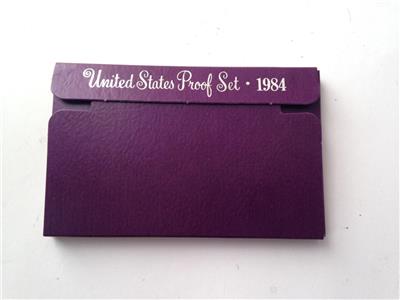 United States Proof Set · 1984